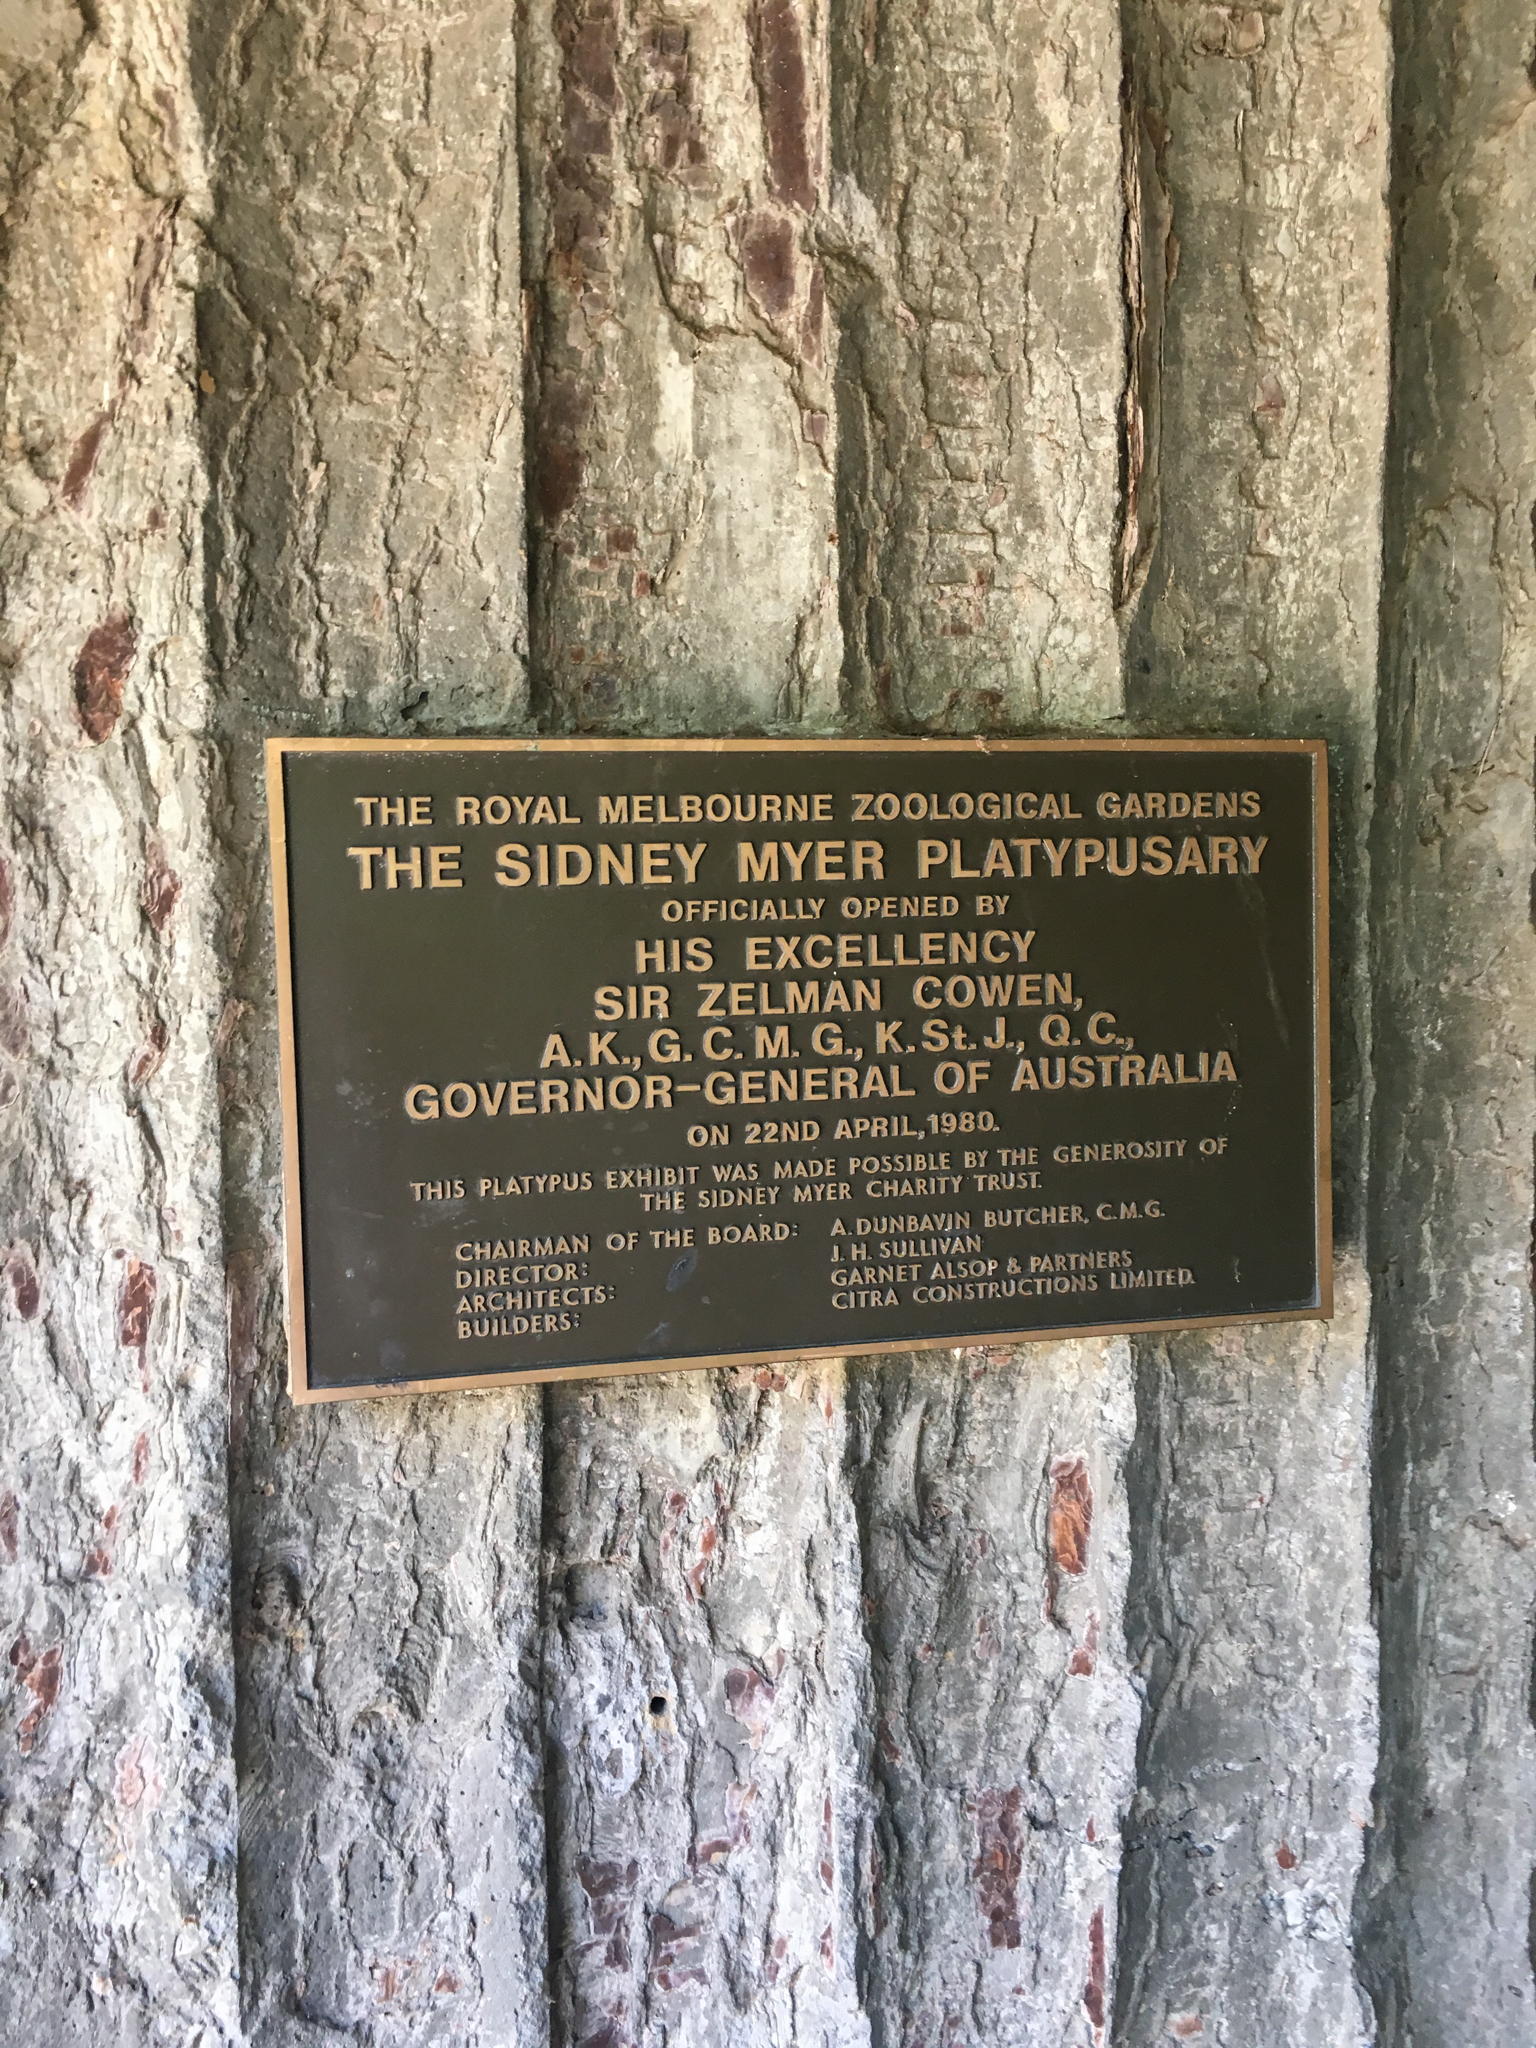 THE ROYAL MELBOURNE ZOOLOGICAL GARDENS
THE SIDNEY MYER PLATYPUSARY
OFFICIALLY OPENED BY
HIS EXCELLENCY
SIR ZELMAN COWEN,
A.K., G.C.M.G., K.St.J., Q.C.,
GOVERNOR-GENERAL OF AUSTRALIA
ON 22ND APRIL, 1980.
THIS PLATYPUS EXHIBIT WAS MADE POSSIBLE BY THE GENEROSITY OF
THE SIDNEY MYER CHARITY TRUST.
CHAIRMAN OF THE BOARD: A. DUNBAVIN BUTCHER, C.M.G.
DIRECTOR: J. H. SULLIVAN
ARCHITECTS: GARNET ALSOP & PARTNERS
BUILDERS: CITRA CONSTRUCTIONS LIMITED.